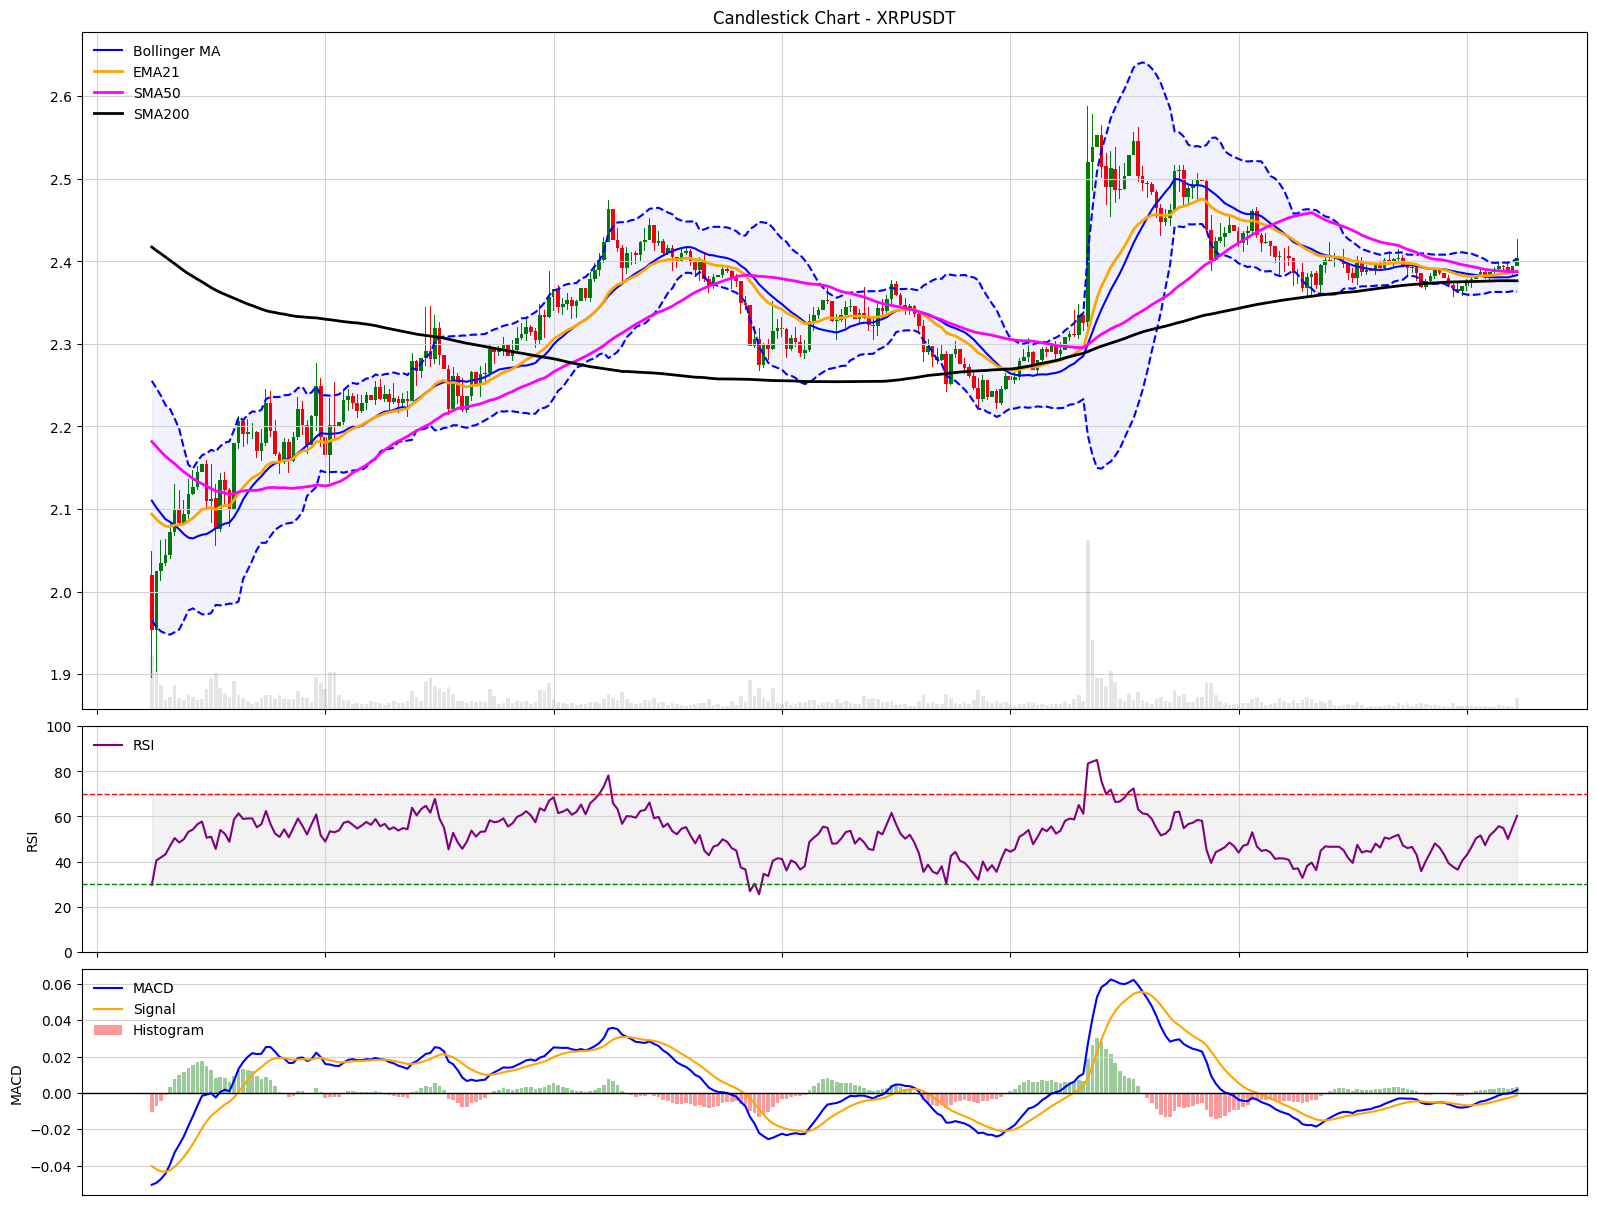 Candlestick Chart - XRPUSDT
Bollinger MA
EMA21
SMA50
SMA200
2.6
2.5
2.4
2.3
2.2
2.1
2.0
1.9
100
80
60
40
20
0
RSI
RSI
0.06
0.04
0.02
0.00
−0.02
−0.04
MACD
MACD
Signal
Histogram